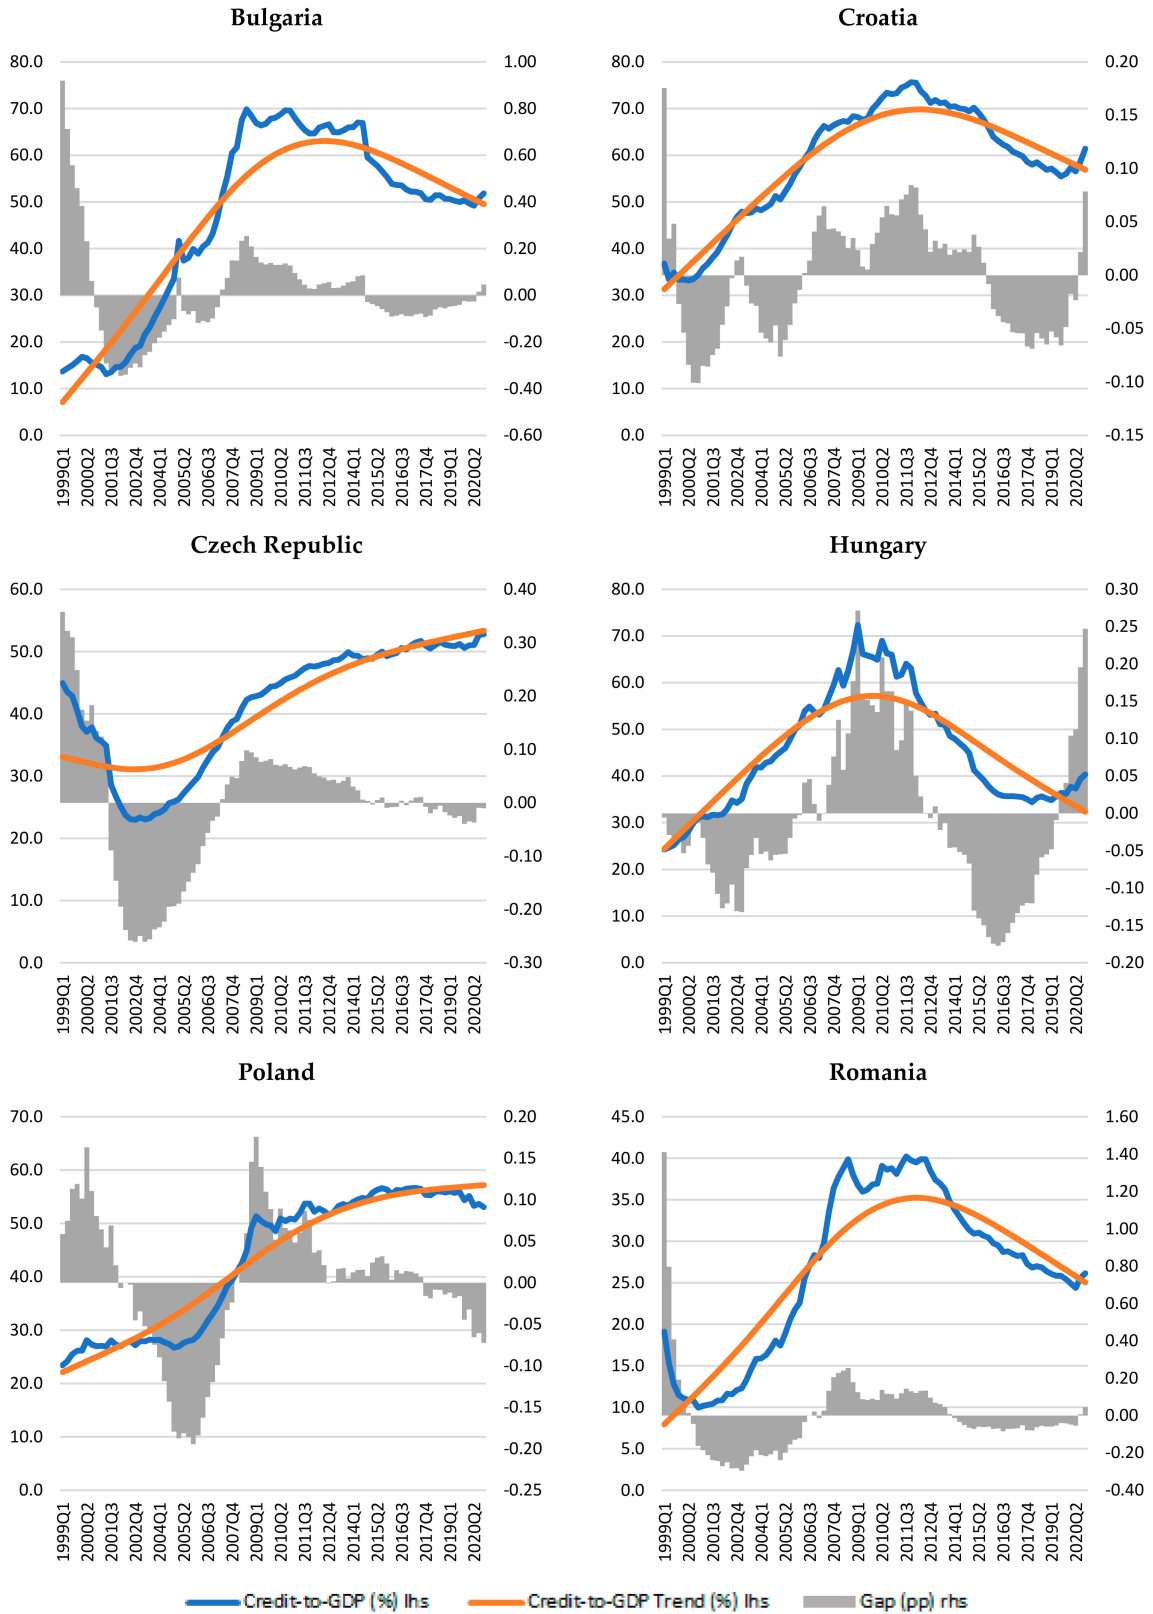 Bulgaria
80.0
70.0
60.0
50.0
40.0
30.0
20.0
10.0
0.0
1.00
0.80
0.60
0.40
0.20
0.00
-0.20
-0.40
-0.60
1999Q1
2000Q2
2001Q3
2002Q4
2004Q1
2005Q2
2006Q3
2007Q4
2009Q1
2010Q2
2011Q3
2012Q4
2014Q1
2015Q2
2016Q3
2017Q4
2019Q1
2020Q2
Croatia
80.0
70.0
60.0
50.0
40.0
30.0
20.0
10.0
0.0
0.20
0.15
0.10
0.05
0.00
-0.05
-0.10
-0.15
1999Q1
2000Q2
2001Q3
2002Q4
2004Q1
2005Q2
2006Q3
2007Q4
2009Q1
2010Q2
2011Q3
2012Q4
2014Q1
2015Q2
2016Q3
2017Q4
2019Q1
2020Q2
Czech Republic
60.0
50.0
40.0
30.0
20.0
10.0
0.0
0.40
0.30
0.20
0.10
0.00
-0.10
-0.20
-0.30
1999Q1
2000Q2
2001Q3
2002Q4
2004Q1
2005Q2
2006Q3
2007Q4
2009Q1
2010Q2
2011Q3
2012Q4
2014Q1
2015Q2
2016Q3
2017Q4
2019Q1
2020Q2
Hungary
80.0
70.0
60.0
50.0
40.0
30.0
20.0
10.0
0.0
0.30
0.25
0.20
0.15
0.10
0.05
0.00
-0.05
-0.10
-0.15
-0.20
1999Q1
2000Q2
2001Q3
2002Q4
2004Q1
2005Q2
2006Q3
2007Q4
2009Q1
2010Q2
2011Q3
2012Q4
2014Q1
2015Q2
2016Q3
2017Q4
2019Q1
2020Q2
Poland
70.0
60.0
50.0
40.0
30.0
20.0
10.0
0.0
0.20
0.15
0.10
0.05
0.00
-0.05
-0.10
-0.15
-0.20
-0.25
1999Q1
2000Q2
2001Q3
2002Q4
2004Q1
2005Q2
2006Q3
2007Q4
2009Q1
2010Q2
2011Q3
2012Q4
2014Q1
2015Q2
2016Q3
2017Q4
2019Q1
2020Q2
Romania
45.0
40.0
35.0
30.0
25.0
20.0
15.0
10.0
5.0
0.0
1.60
1.40
1.20
1.00
0.80
0.60
0.40
0.20
0.00
-0.20
-0.40
1999Q1
2000Q2
2001Q3
2002Q4
2004Q1
2005Q2
2006Q3
2007Q4
2009Q1
2010Q2
2011Q3
2012Q4
2014Q1
2015Q2
2016Q3
2017Q4
2019Q1
2020Q2
Credit-to-GDP (%) lhs
Credit-to-GDP Trend (%) lhs
Gap (pp) rhs